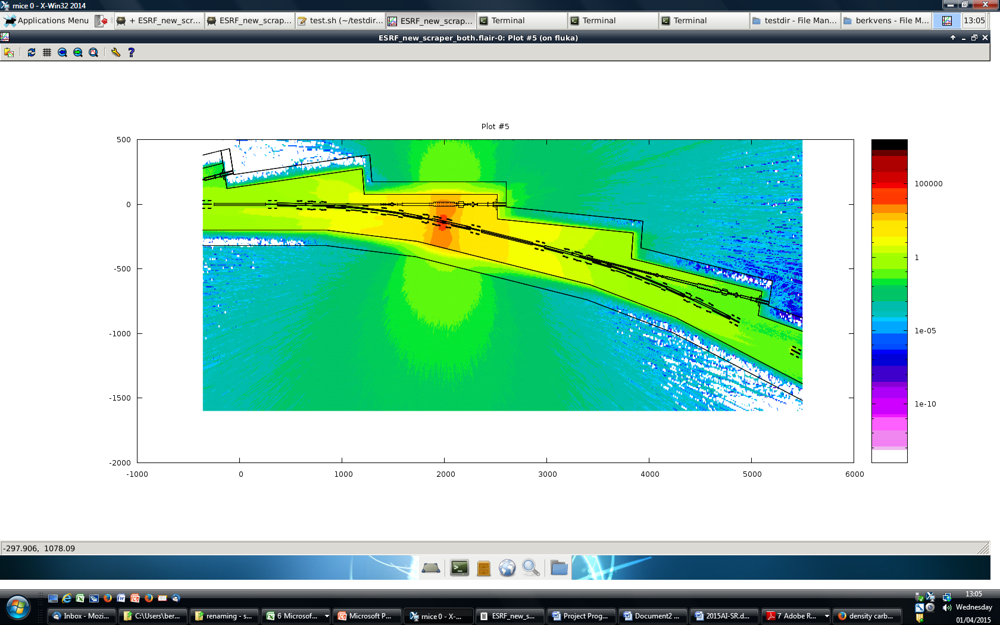 rnice 0 - X-Win32 2014
Applications Menu
+ ESRF_new_scr...
ESRF_new_scrap...
test.sh (~/testdir...
ESRF_new_scrap...
Terminal
Terminal
Terminal
testdir - File Man...
berkvens - File M...
13:05
ESRF_new_scraper_both.flair-0: Plot #5 (on fluka)
Plot #5
500
0
-500
-1000
-1500
-2000
-1000
0
1000
2000
3000
4000
5000
6000
100000
1
1e-05
1e-10
-297.906, 1078.09
13:05
Wednesday
01/04/2015
Inbox - Mozi...
C:\Users\ber...
renaming - s...
6 Microsof...
Microsoft P...
rnice 0 - X-...
ESRF_new_s...
Project Prog...
Document2 ...
2015AI-SR.d...
7 Adobe R...
density carb...